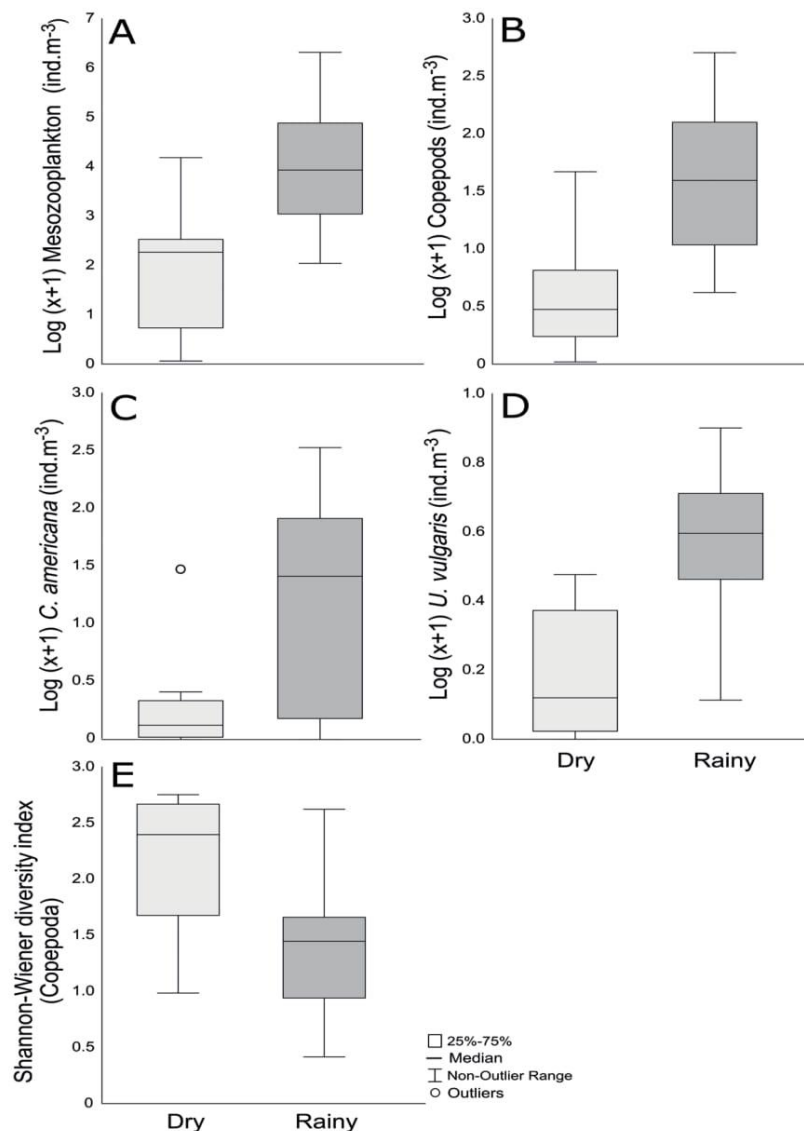 A
Log (x+1) Mesozooplankton (ind.m-3)
7
6
5
4
3
2
1
0
B
Log (x+1) Copepods (ind.m-3)
3.0
2.5
2.0
1.5
1.0
0.5
0
C
Log (x+1) C. americana (ind.m-3)
3.0
2.5
2.0
1.5
1.0
0.5
0
D
Log (x+1) U. vulgaris (ind.m-3)
1.0
0.8
0.6
0.4
0.2
0.0
Dry
Rainy
E
Shannon-Wiener diversity index
(Copepoda)
3.0
2.5
2.0
1.5
1.0
0.5
0
Dry
Rainy
25%-75%
Median
Non-Outlier Range
Outliers